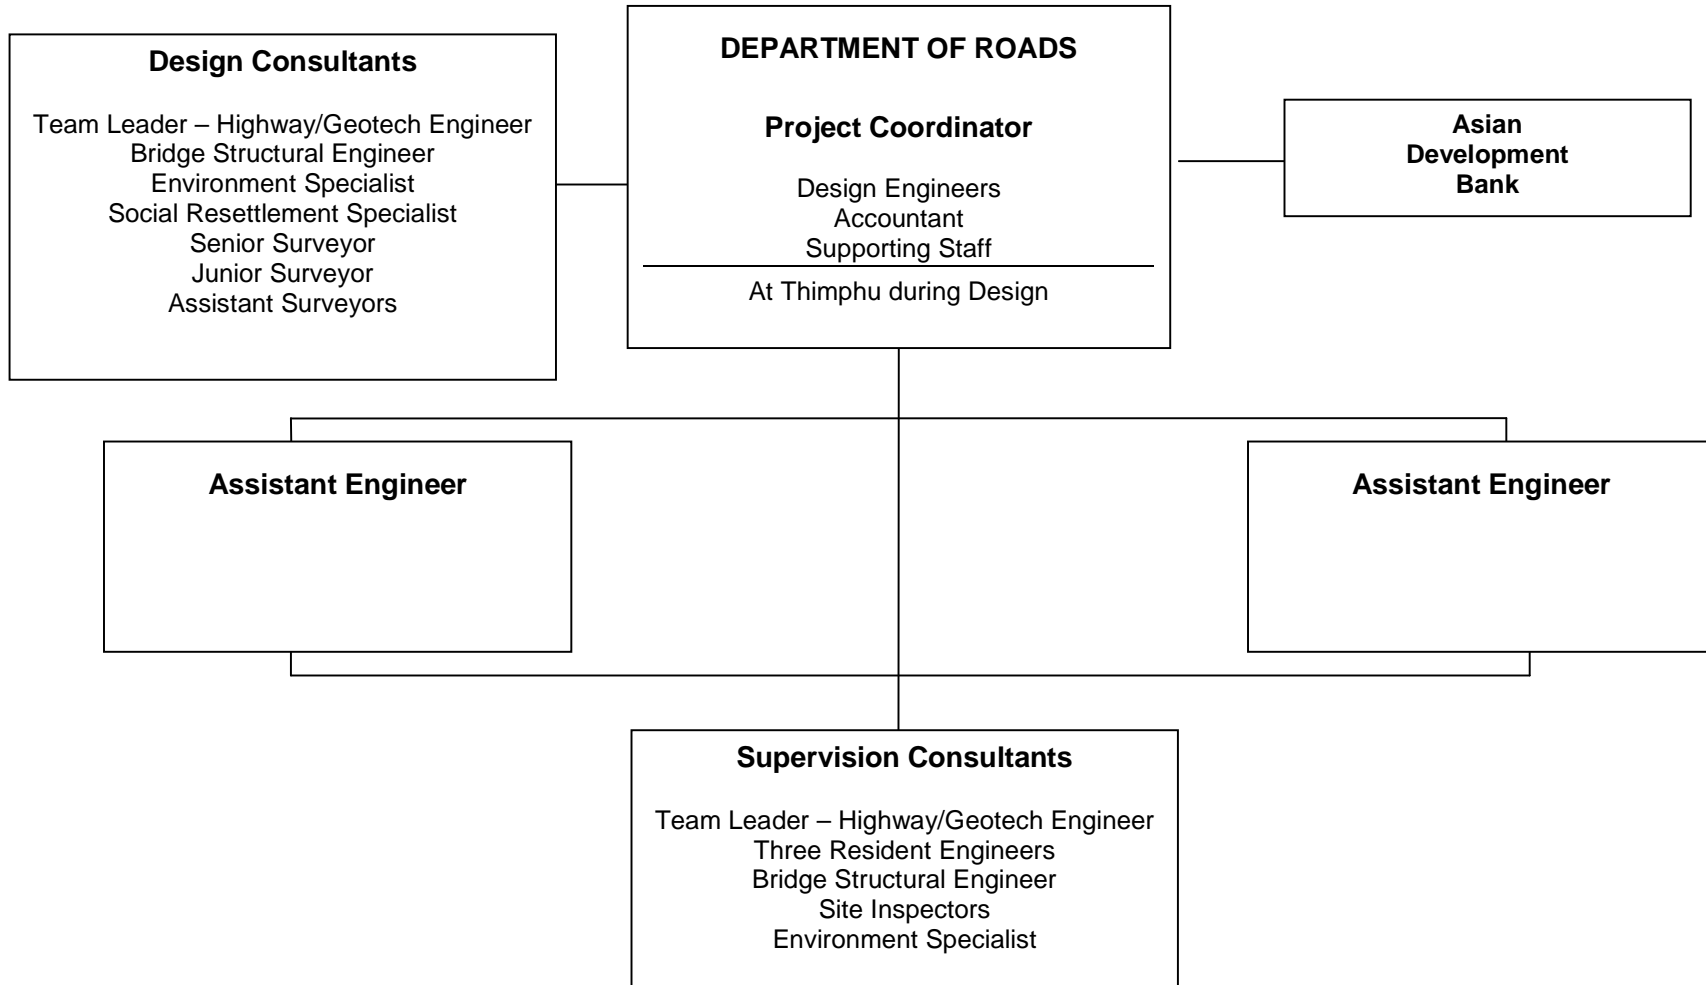 Design Consultants
Team Leader – Highway/Geotech Engineer
Bridge Structural Engineer
Environment Specialist
Social Resettlement Specialist
Senior Surveyor
Junior Surveyor
Assistant Surveyors
DEPARTMENT OF ROADS
Project Coordinator
Design Engineers
Accountant
Supporting Staff
At Thimphu during Design
Asian
Development
Bank
Assistant Engineer
Assistant Engineer
Supervision Consultants
Team Leader – Highway/Geotech Engineer
Three Resident Engineers
Bridge Structural Engineer
Site Inspectors
Environment Specialist